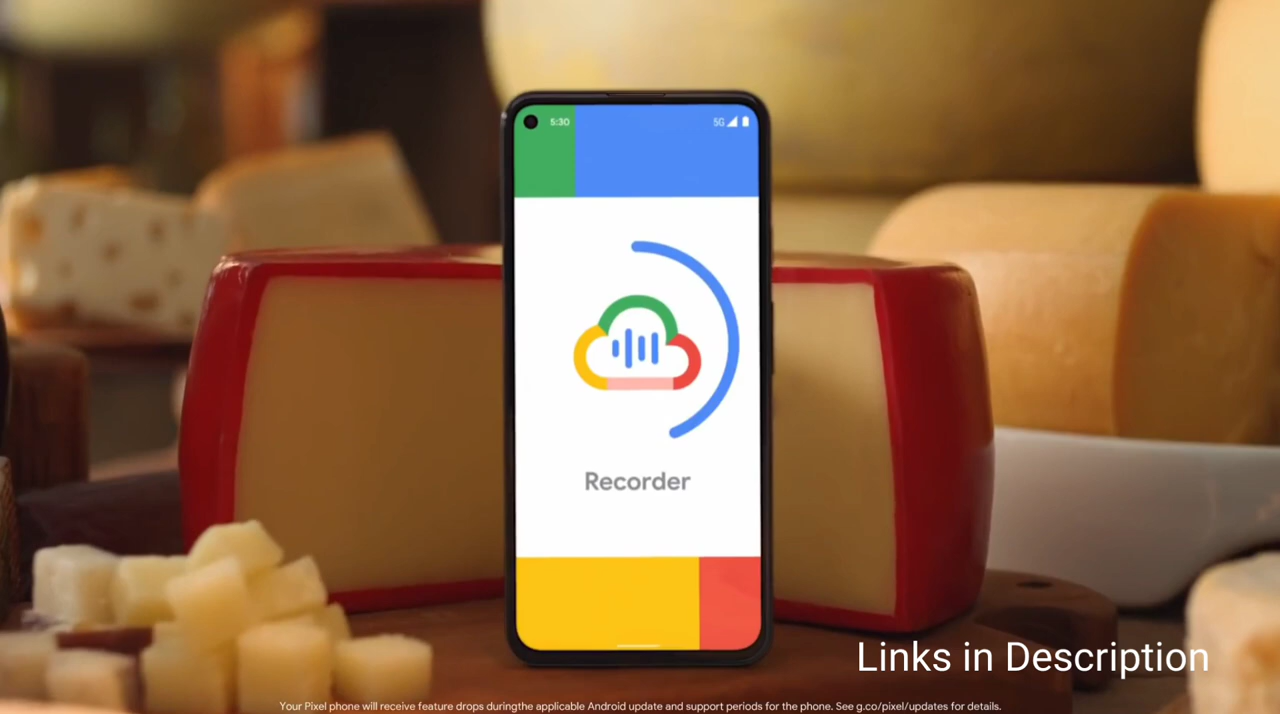 5:30
5G
Recorder
Links in Description
Your Pixel phone will receive feature drops duringthe applicable Android update and support periods for the phone. See g.co/pixel/updates for details.